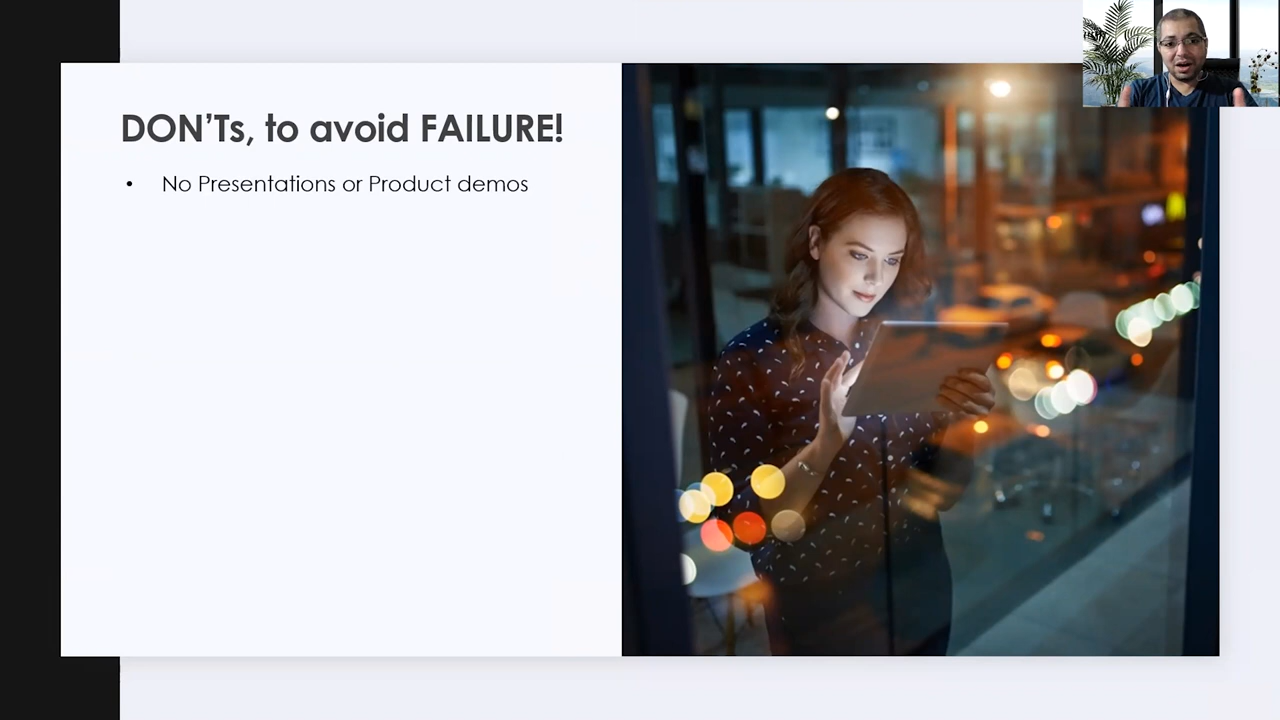 DON’Ts, to avoid FAILURE!
• No Presentations or Product demos